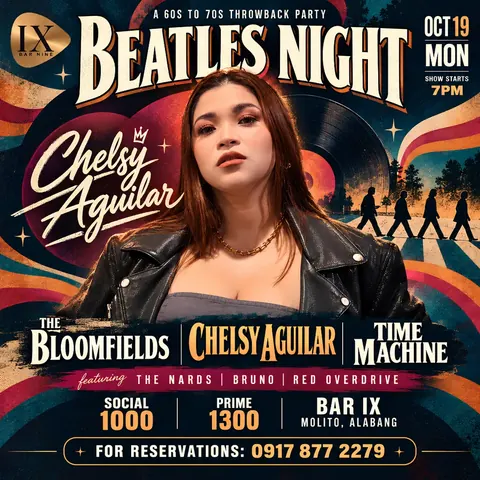 IX
BAR NINE
A 60S TO 70S THROWBACK PARTY
BEATLES NIGHT
OCT 19
MON
SHOW STARTS
7PM
Chelsy
Aguilar
THE
BLOOMFIELDS
CHELSY AGUILAR
TIME
MACHINE
featuring THE NARDS | BRUNO | RED OVERDRIVE
SOCIAL
1000
PRIME
1300
BAR IX
MOLITO, ALABANG
FOR RESERVATIONS: 0917 877 2279